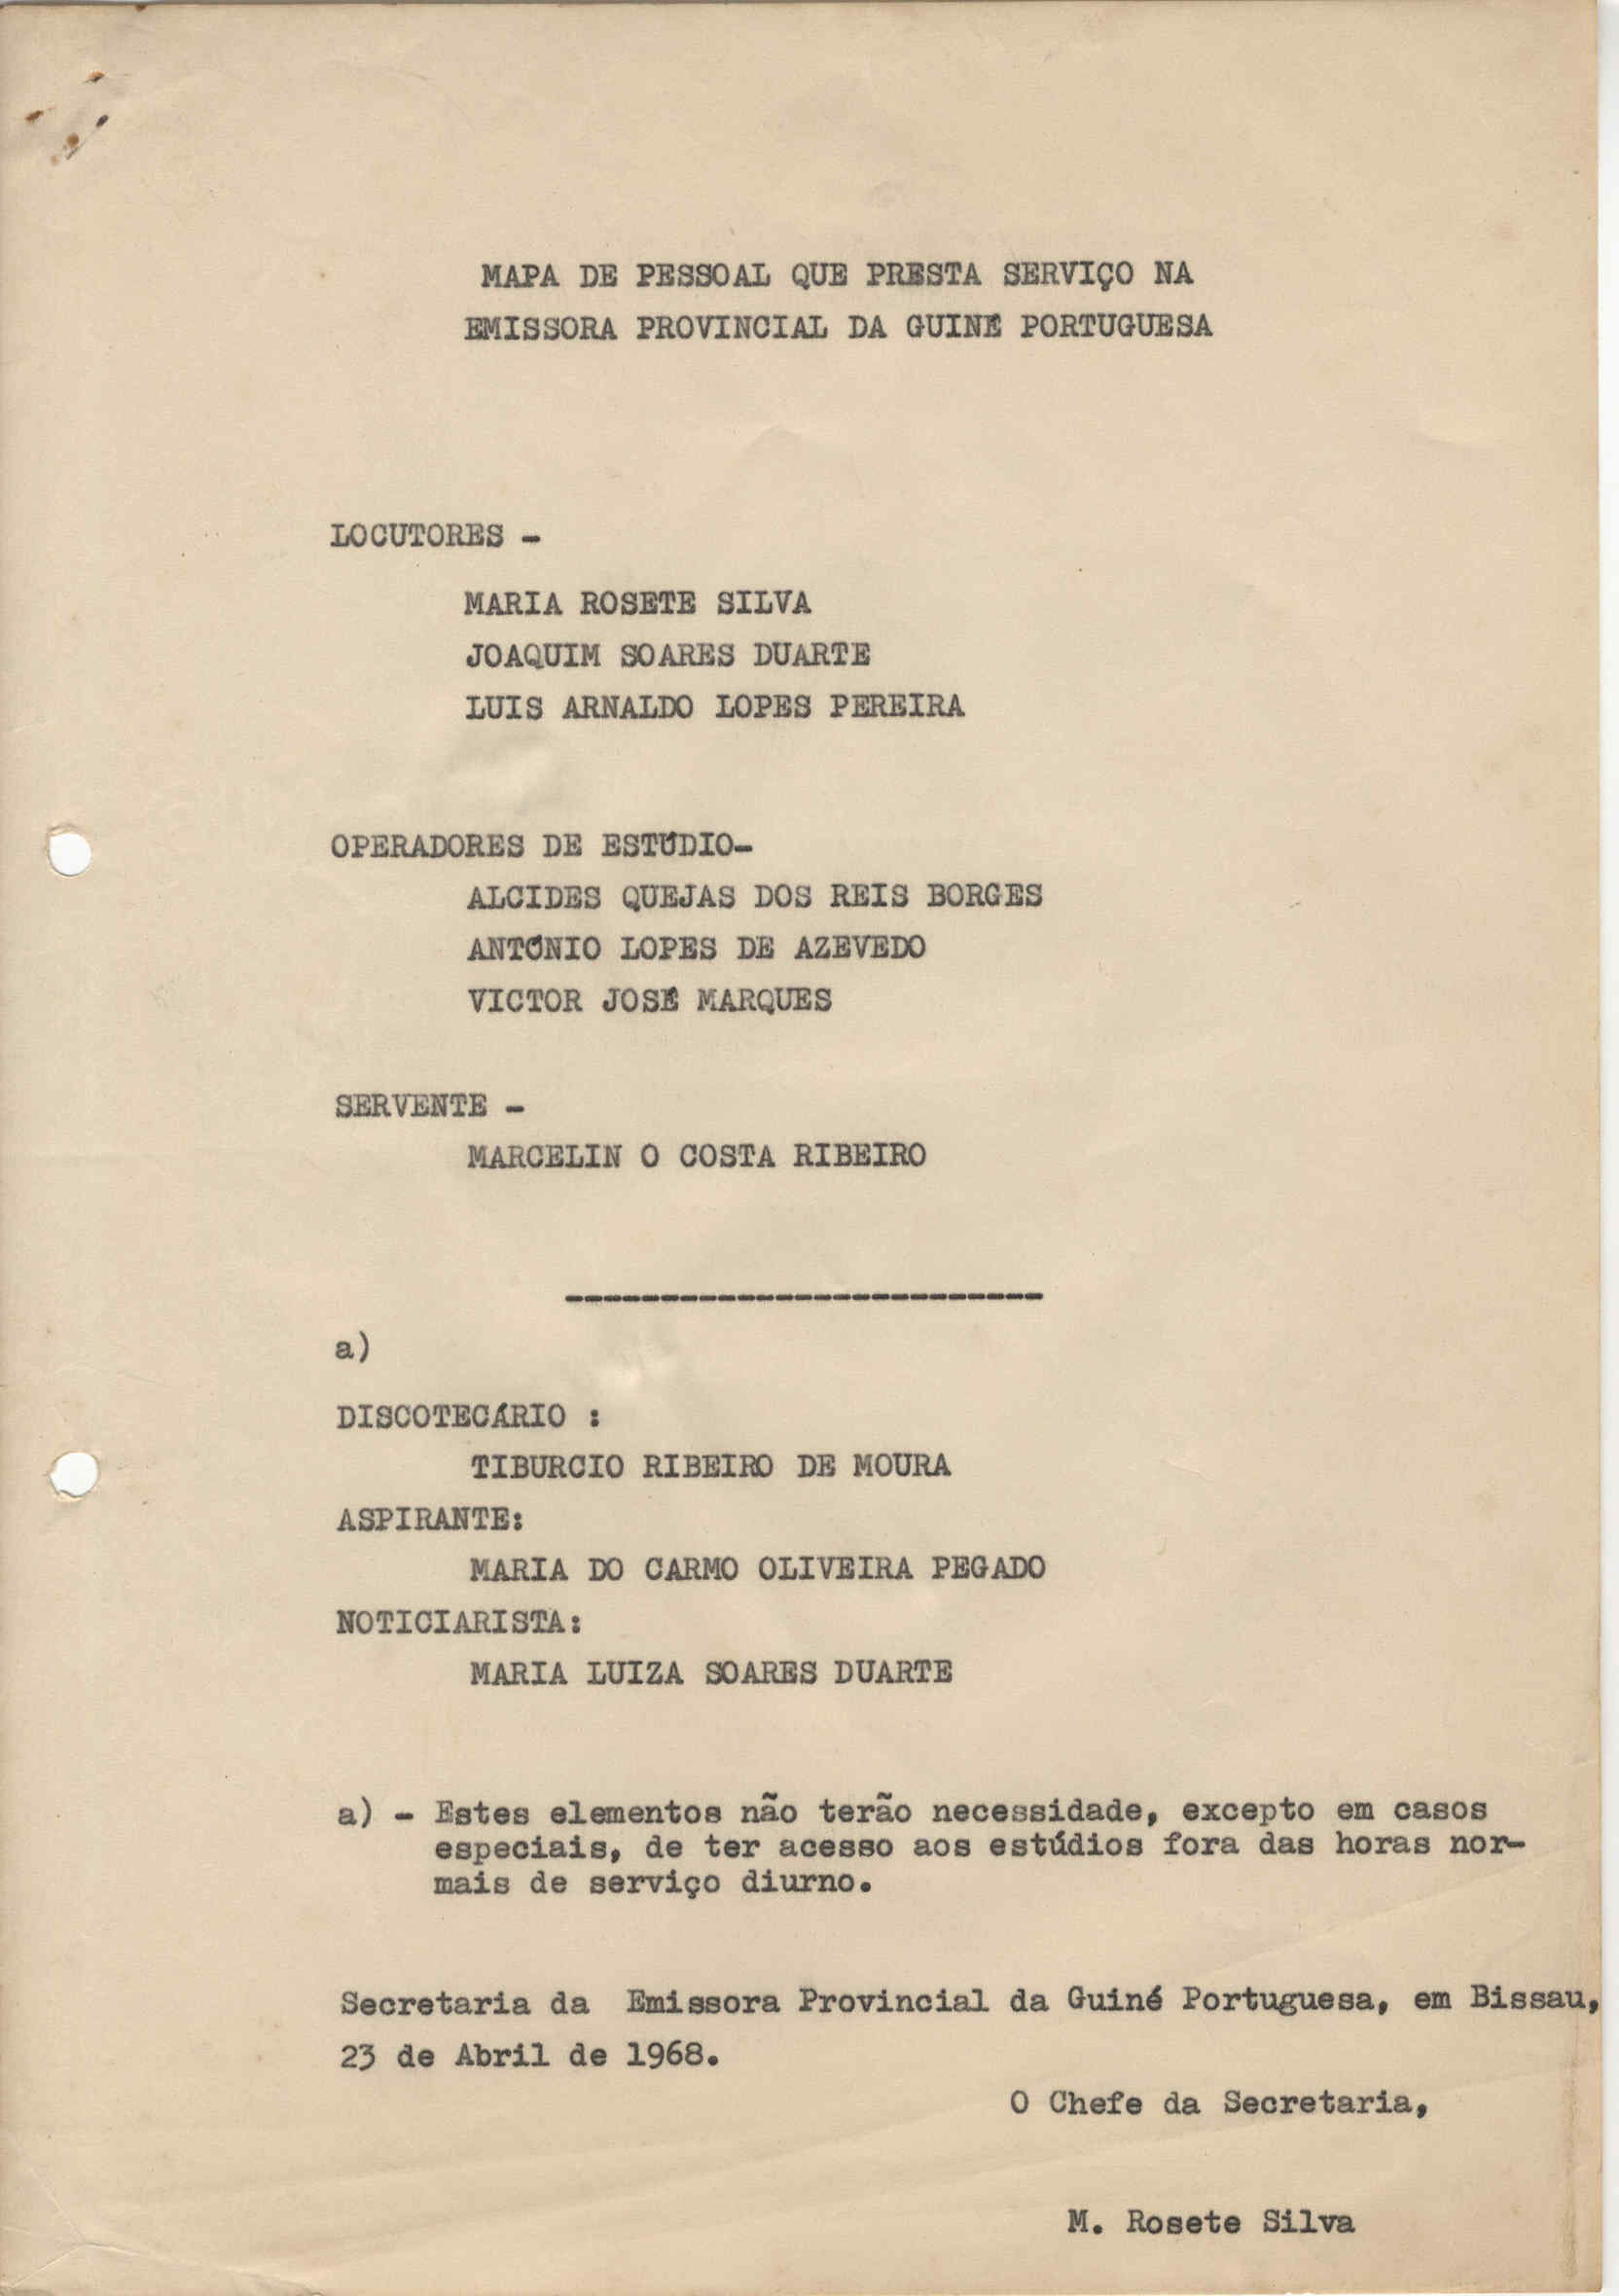 MAPA DE PESSOAL QUE PRESTA SERVIÇO NA
EMISSORA PROVINCIAL DA GUINÉ PORTUGUESA
LOCUTORES -
MARIA ROSETE SILVA
JOAQUIM SOARES DUARTE
LUIS ARNALDO LOPES PEREIRA
OPERADORES DE ESTÚDIO-
ALCIDES QUEJAS DOS REIS BORGES
ANTÓNIO LOPES DE AZEVEDO
VICTOR JOSÉ MARQUES
SERVENTE -
MARCELIN O COSTA RIBEIRO
-------------------------
a)
DISCOTECÁRIO :
TIBURCIO RIBEIRO DE MOURA
ASPIRANTE:
MARIA DO CARMO OLIVEIRA PEGADO
NOTICIARISTA:
MARIA LUIZA SOARES DUARTE
a) - Estes elementos não terão necessidade, excepto em casos
especiais, de ter acesso aos estúdios fora das horas nor-
mais de serviço diurno.
Secretaria da Emissora Provincial da Guiné Portuguesa, em Bissau,
23 de Abril de 1968.
O Chefe da Secretaria,
M. Rosete Silva